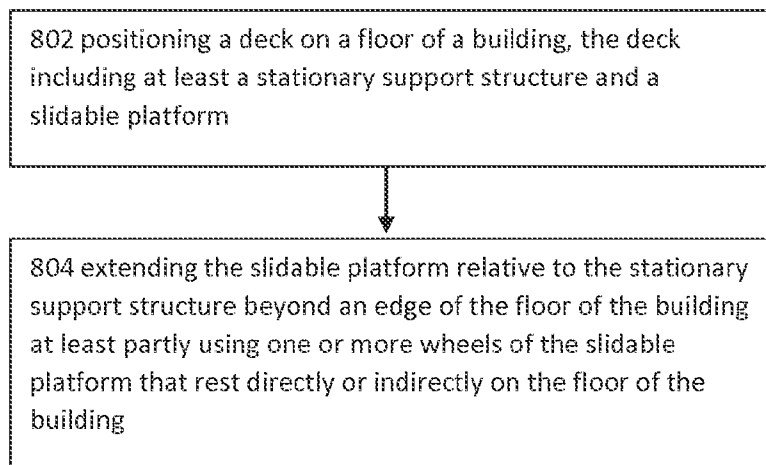 802 positioning a deck on a floor of a building, the deck
including at least a stationary support structure and a
slidable platform
804 extending the slidable platform relative to the stationary
support structure beyond an edge of the floor of the building
at least partly using one or more wheels of the slidable
platform that rest directly or indirectly on the floor of the
building